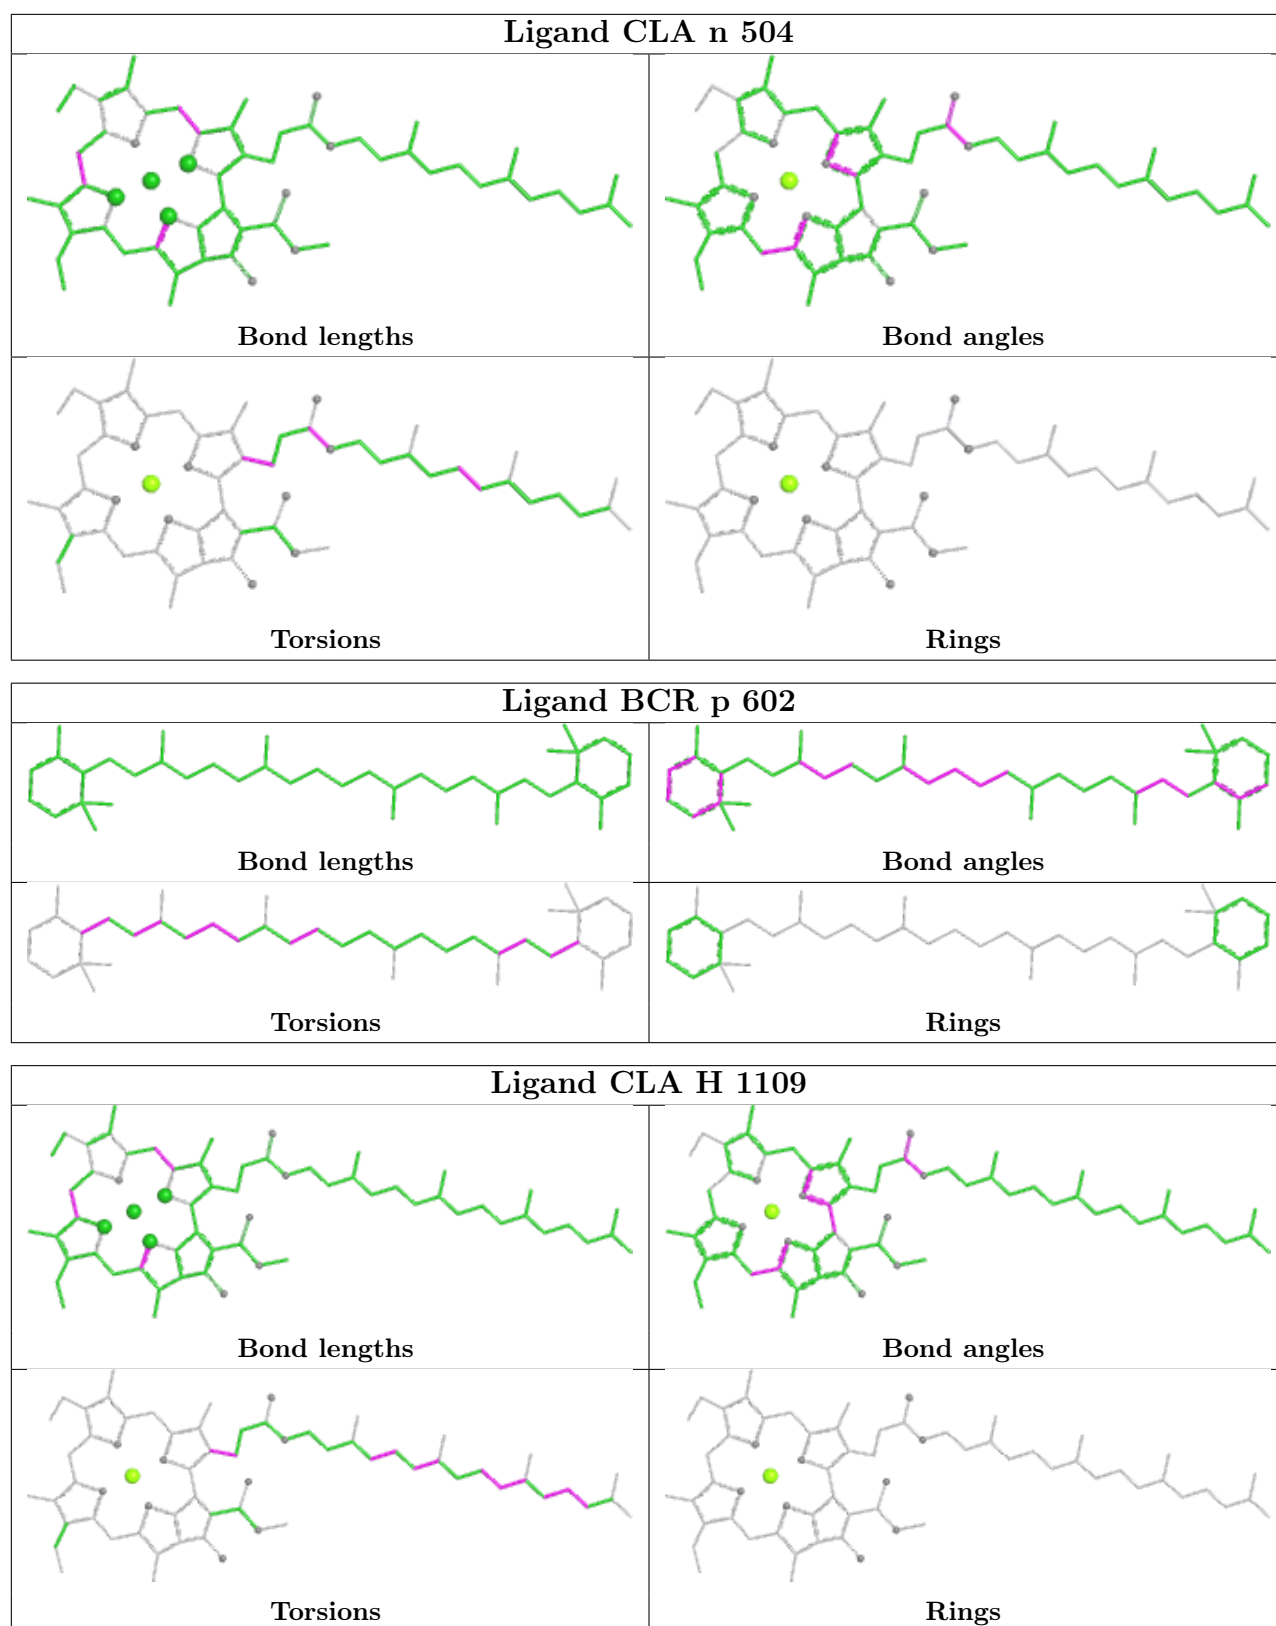 Ligand CLA n 504
Bond lengths
Bond angles
Torsions
Rings
Ligand BCR p 602
Bond lengths
Bond angles
Torsions
Rings
Ligand CLA H 1109
Bond lengths
Bond angles
Torsions
Rings